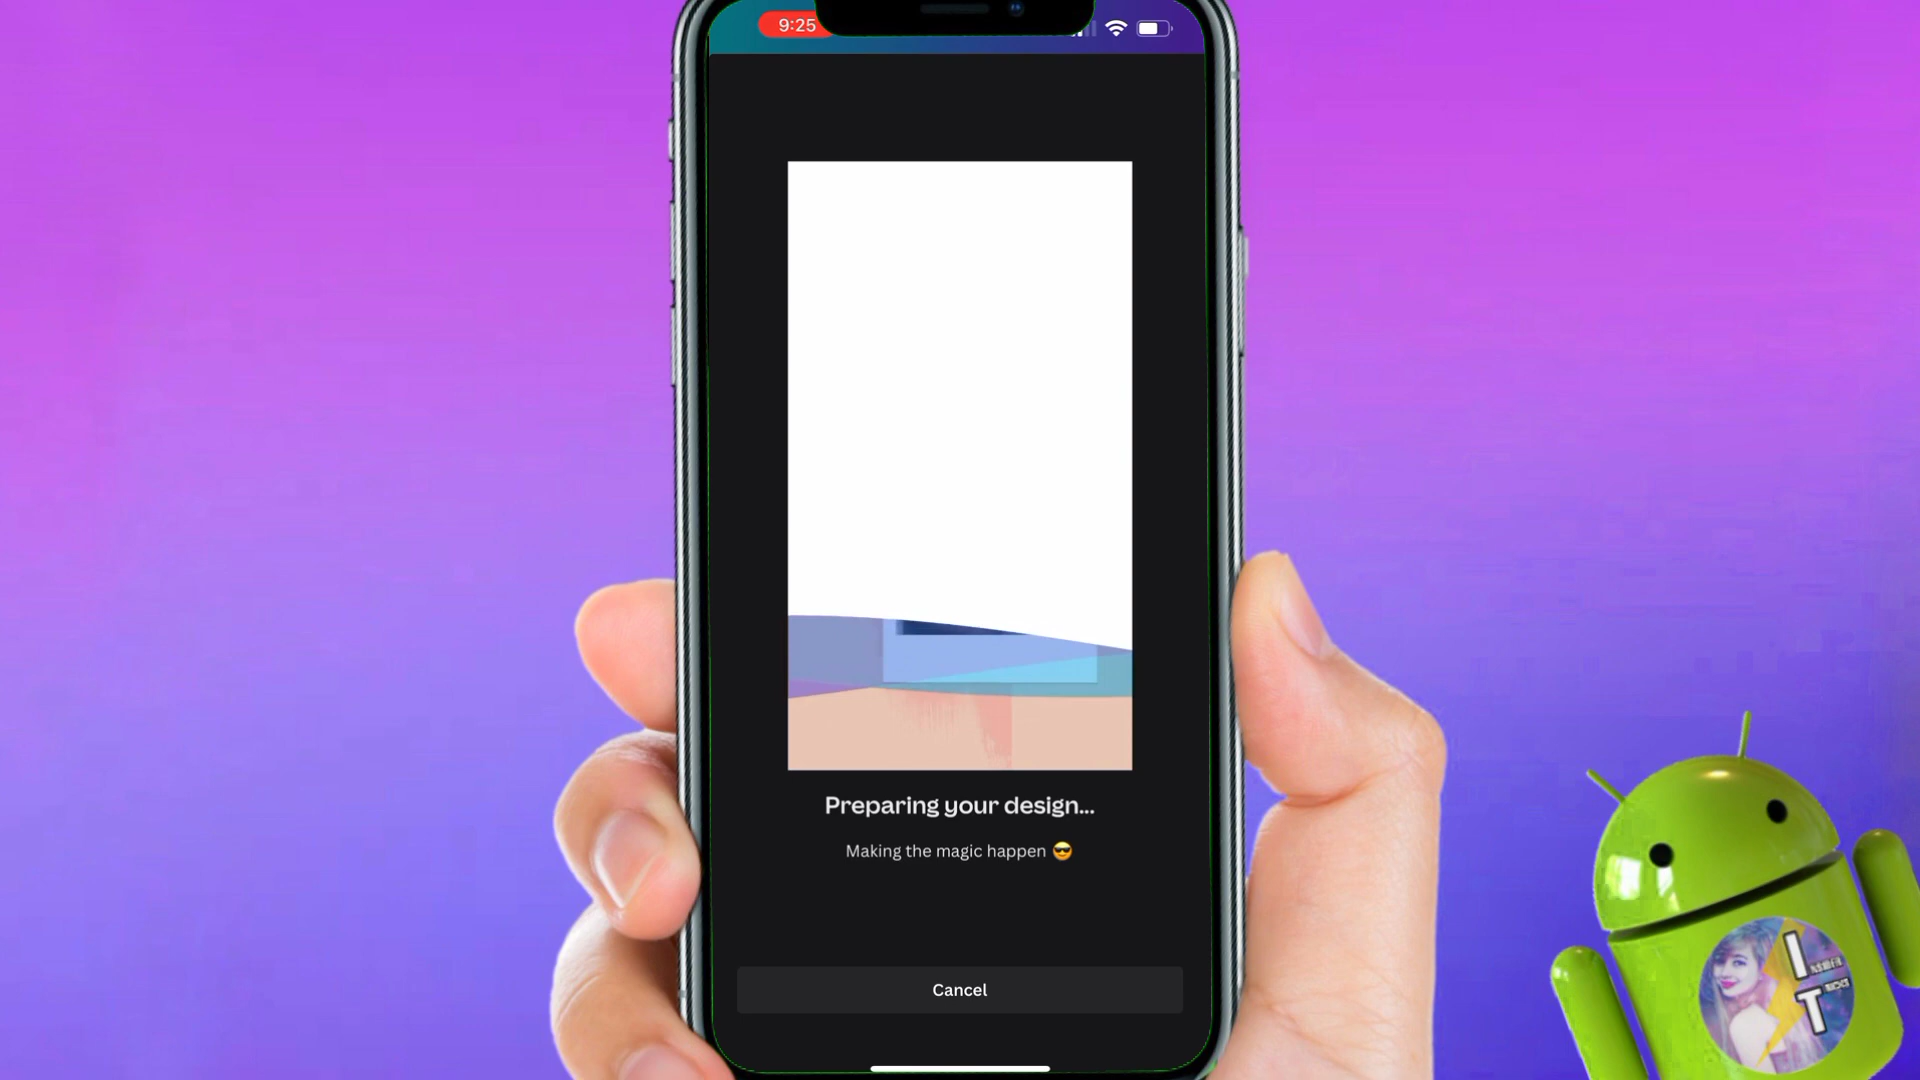 9:25
Preparing your design...
Making the magic happen 😎
Cancel
I
T